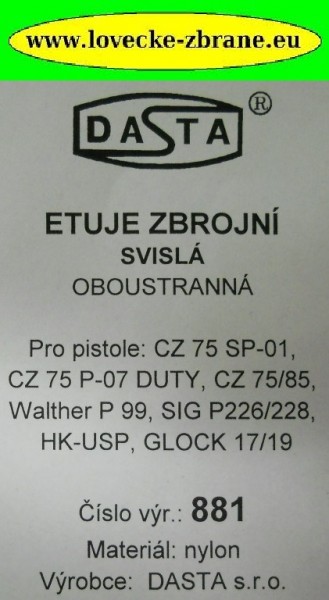 www.lovecke-zbrane.eu
DASTA ®
ETUJE ZBROJNÍ
SVISLÁ
OBOUSTRANNÁ
Pro pistole: CZ 75 SP-01,
CZ 75 P-07 DUTY, CZ 75/85,
Walther P 99, SIG P226/228,
HK-USP, GLOCK 17/19
Číslo výr.: 881
Materiál: nylon
Výrobce: DASTA s.r.o.